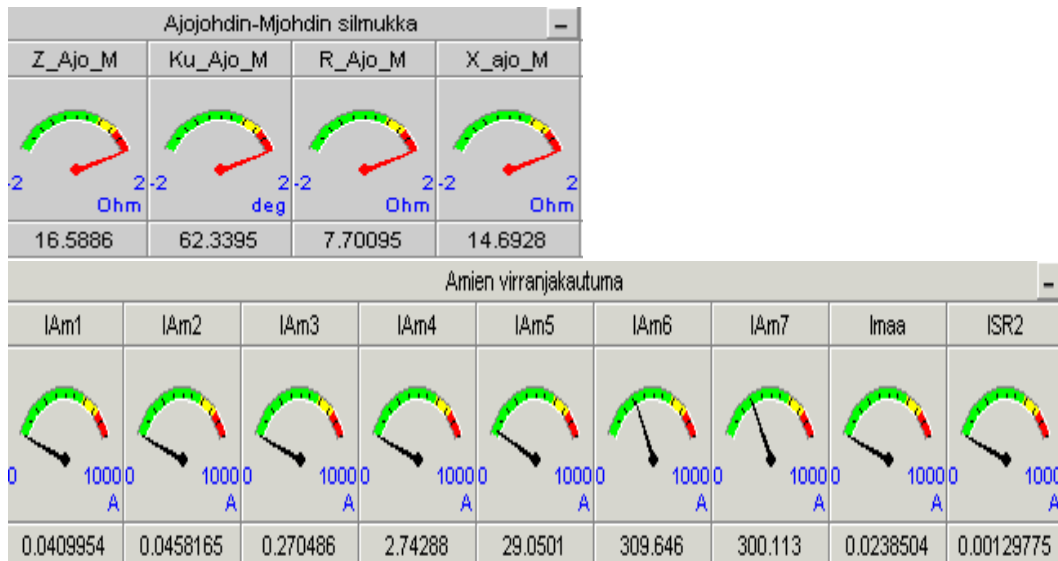 Ajojohdin-Mjohdin silmukka –
Z_Ajo_M Ku_Ajo_M R_Ajo_M X_ajo_M
-2 2 -2 2 -2 2 -2 2
Ohm deg Ohm Ohm
16.5886 62.3395 7.70095 14.6928
Amien virranjakautuma –
IAm1 IAm2 IAm3 IAm4 IAm5 IAm6 IAm7 Imaa ISR2
0 1000 0 1000 0 1000 0 1000 0 1000 0 1000 0 1000 0 1000 0 1000
A A A A A A A A A
0.0409954 0.0458165 0.270486 2.74288 29.0501 309.646 300.113 0.0238504 0.00129775